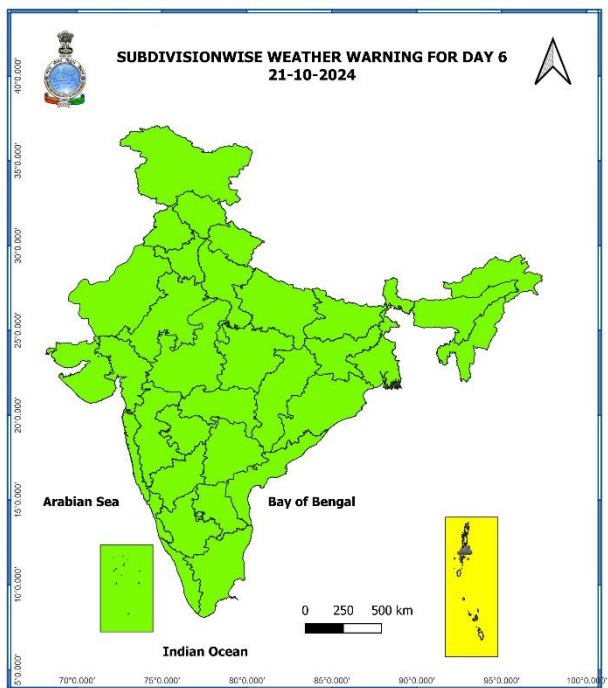 SUBDIVISIONWISE WEATHER WARNING FOR DAY 6
21-10-2024
40°0.000'
35°0.000'
30°0.000'
25°0.000'
20°0.000'
15°0.000'
10°0.000'
5°0.000'
Arabian Sea
Bay of Bengal
0 250 500 km
Indian Ocean
70°0.000' 75°0.000' 80°0.000' 85°0.000' 90°0.000' 95°0.000' 100°0.000'